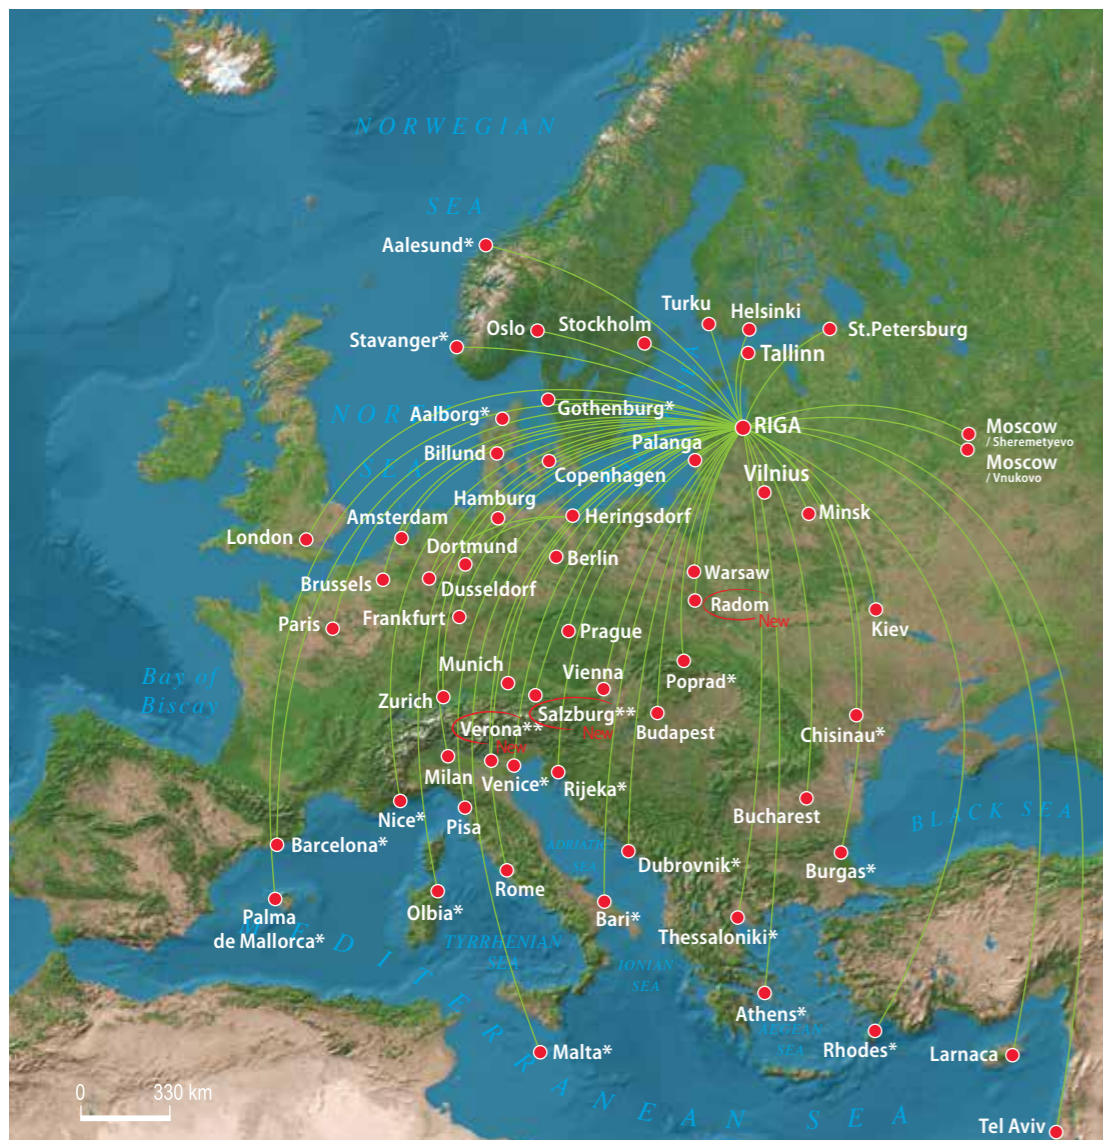 NORWEGIAN
SEA
Aalesund*
Turku
Helsinki
Oslo
Stockholm
St.Petersburg
Stavanger*
Tallinn
NOR
Gothenburg*
Aalborg*
RIGA
Moscow
/ Sheremetyevo
Palanga
Billund
SEA
Copenhagen
Moscow
/ Vnukovo
Vilnius
Hamburg
Amsterdam
Heringsdorf
Minsk
London
Dortmund
Berlin
Brussels
Dusseldorf
Warsaw
Radom
New
Paris
Frankfurt
Prague
Kiev
Bay of
Biscay
Munich
Vienna
Poprad*
Zurich
Salzburg**
New
Verona**
New
Budapest
Chisinau*
Milan
Venice*
Rijeka*
Nice*
Pisa
Bucharest
BLACK SEA
Barcelona*
ADRIATIC
SEA
Dubrovnik*
Burgas*
Rome
Palma
de Mallorca*
Olbia*
Bari*
Thessaloniki*
MEDITERRANEAN SEA
TYRRHENIAN
SEA
IONIAN
SEA
Athens*
AEGEAN
SEA
Rhodes*
Larnaca
Malta*
0 330 km
Tel Aviv